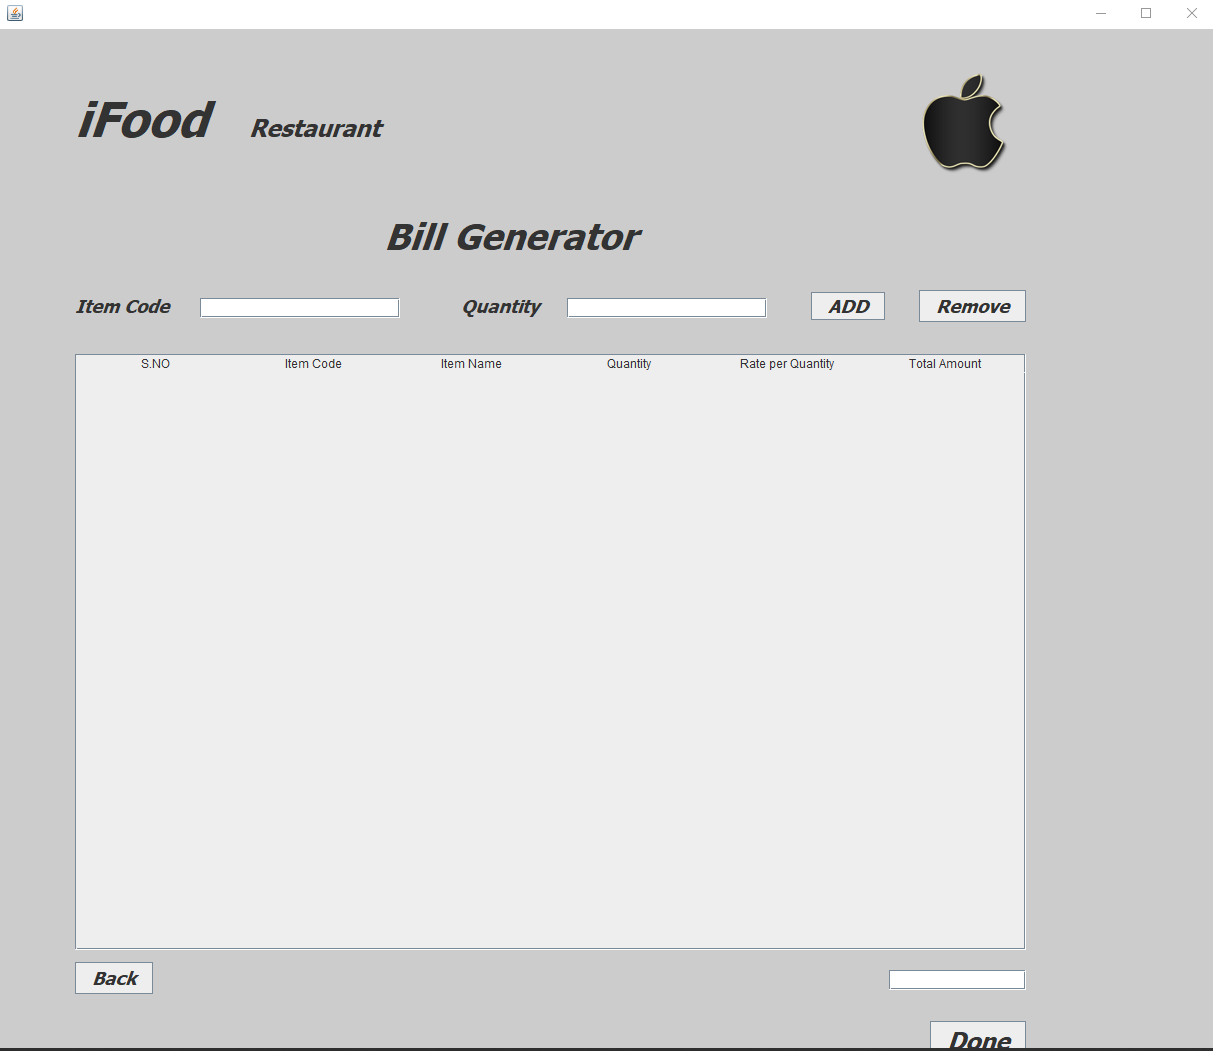 iFood Restaurant
Bill Generator
Item Code Quantity ADD Remove
S.NO Item Code Item Name Quantity Rate per Quantity Total Amount
Back
Done